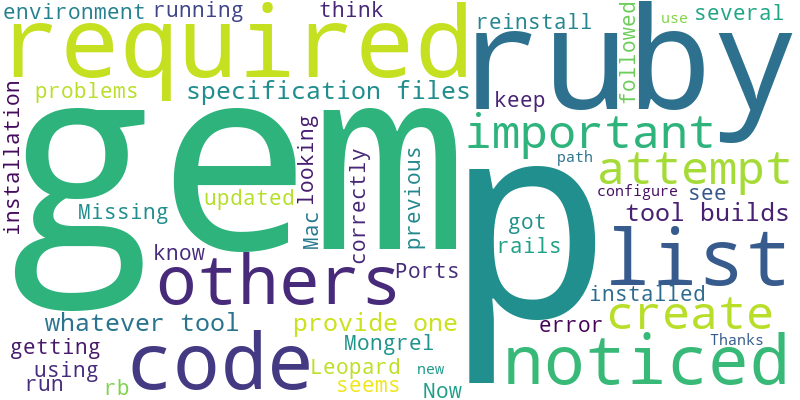 environment running think
required ruby
reinstall use several
followed
problems specification files keep
gem
installation
important
p
path attempt
looking
Mac
correctly
previous
updated
Missing
configure see
tool builds
got
rails
list
know
others
Ports
installed
create
whatever tool provide one error
Thanks
getting code Mongrel
noticed
using Leopard new
run rb seems Now